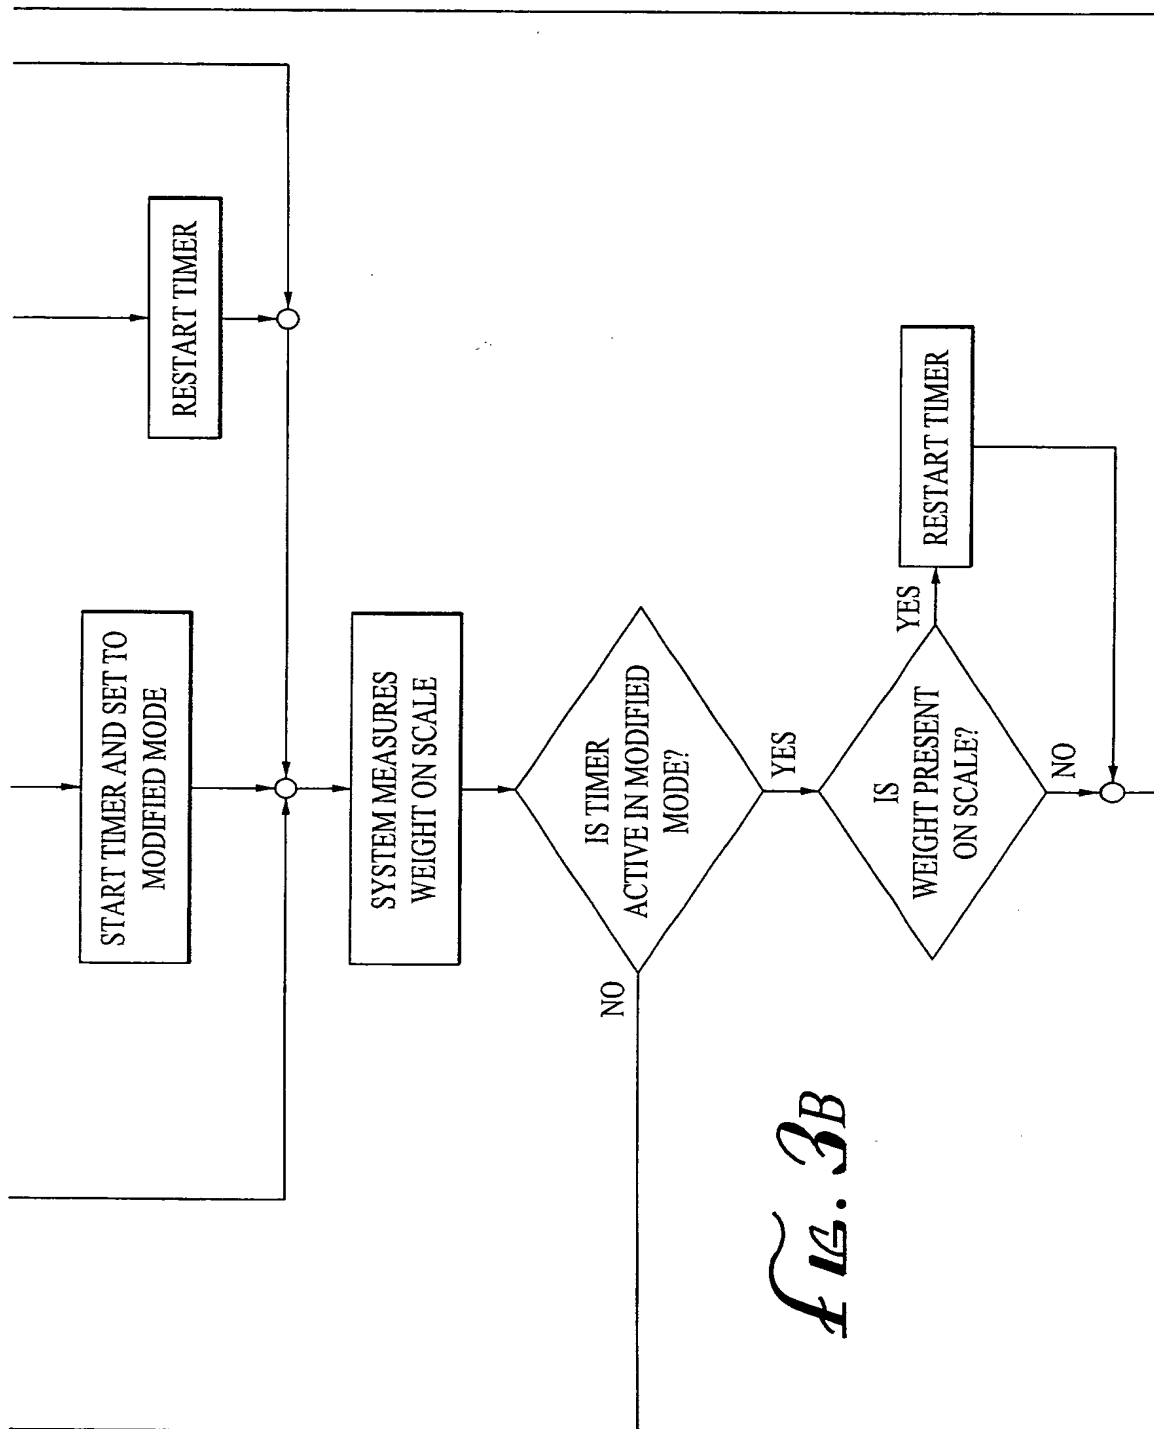 RESTART TIMER
START TIMER AND SET TO
MODIFIED MODE
SYSTEM MEASURES
WEIGHT ON SCALE
IS TIMER
ACTIVE IN MODIFIED
MODE?
NO
YES
IS
WEIGHT PRESENT
ON SCALE?
YES
RESTART TIMER
NO
FIG. 3B